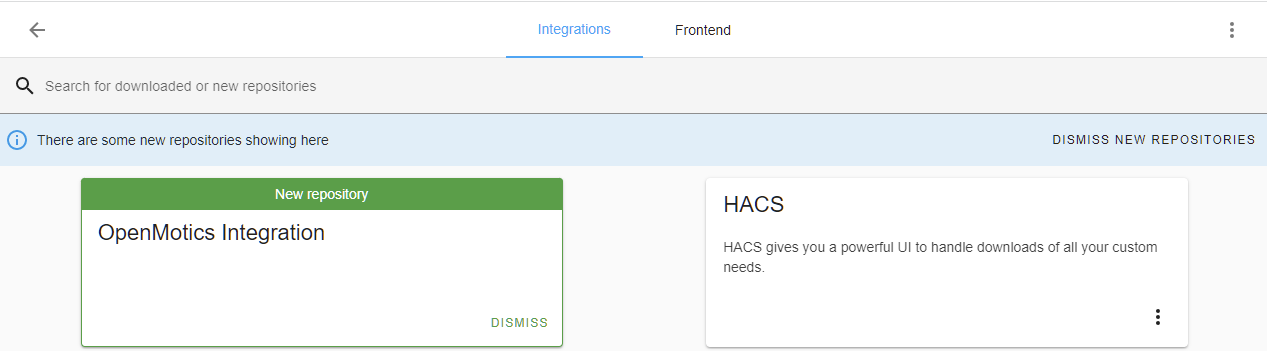 Integrations
Frontend
Search for downloaded or new repositories
There are some new repositories showing here
DISMISS NEW REPOSITORIES
New repository
OpenMotics Integration
DISMISS
HACS
HACS gives you a powerful UI to handle downloads of all your custom
needs.